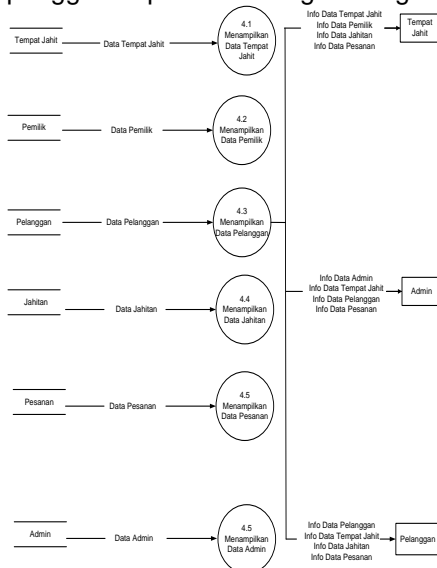 Tempat Jahit
Data Tempat Jahit
4.1
Menampilkan
Data Tempat
Jahit
Info Data Tempat Jahit
Info Data Pemilik
Info Data Jahitan
Info Data Pesanan
Tempat
Jahit
Pemilik
Data Pemilik
4.2
Menampilkan
Data Pemilik
Pelanggan
Data Pelanggan
4.3
Menampilkan
Data Pelanggan
Jahitan
Data Jahitan
4.4
Menampilkan
Data Jahitan
Info Data Admin
Info Data Tempat Jahit
Info Data Pelanggan
Info Data Pesanan
Admin
Pesanan
Data Pesanan
4.5
Menampilkan
Data Pesanan
Admin
Data Admin
4.5
Menampilkan
Data Admin
Info Data Pelanggan
Info Data Tempat Jahit
Info Data Jahitan
Info Data Pesanan
Pelanggan